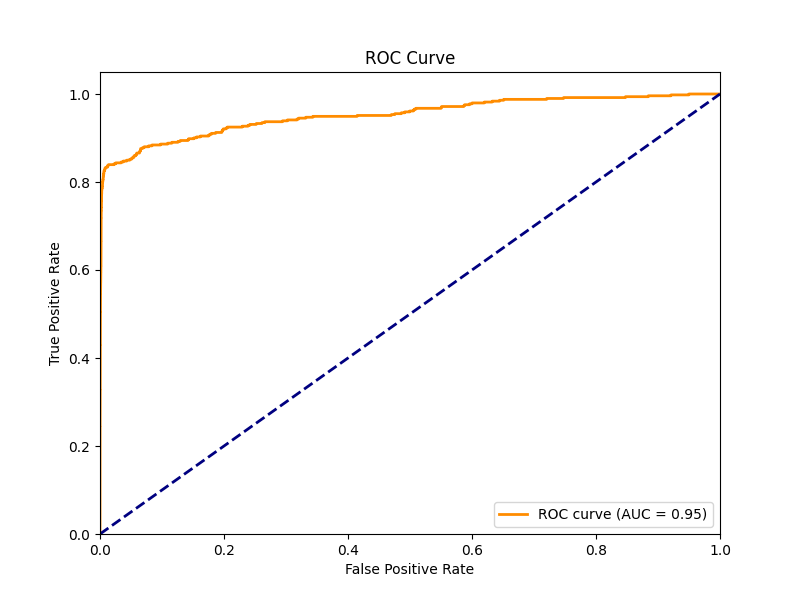 ROC Curve
True Positive Rate
1.0
0.8
0.6
0.4
0.2
0.0
0.0 0.2 0.4 0.6 0.8 1.0
False Positive Rate
ROC curve (AUC = 0.95)